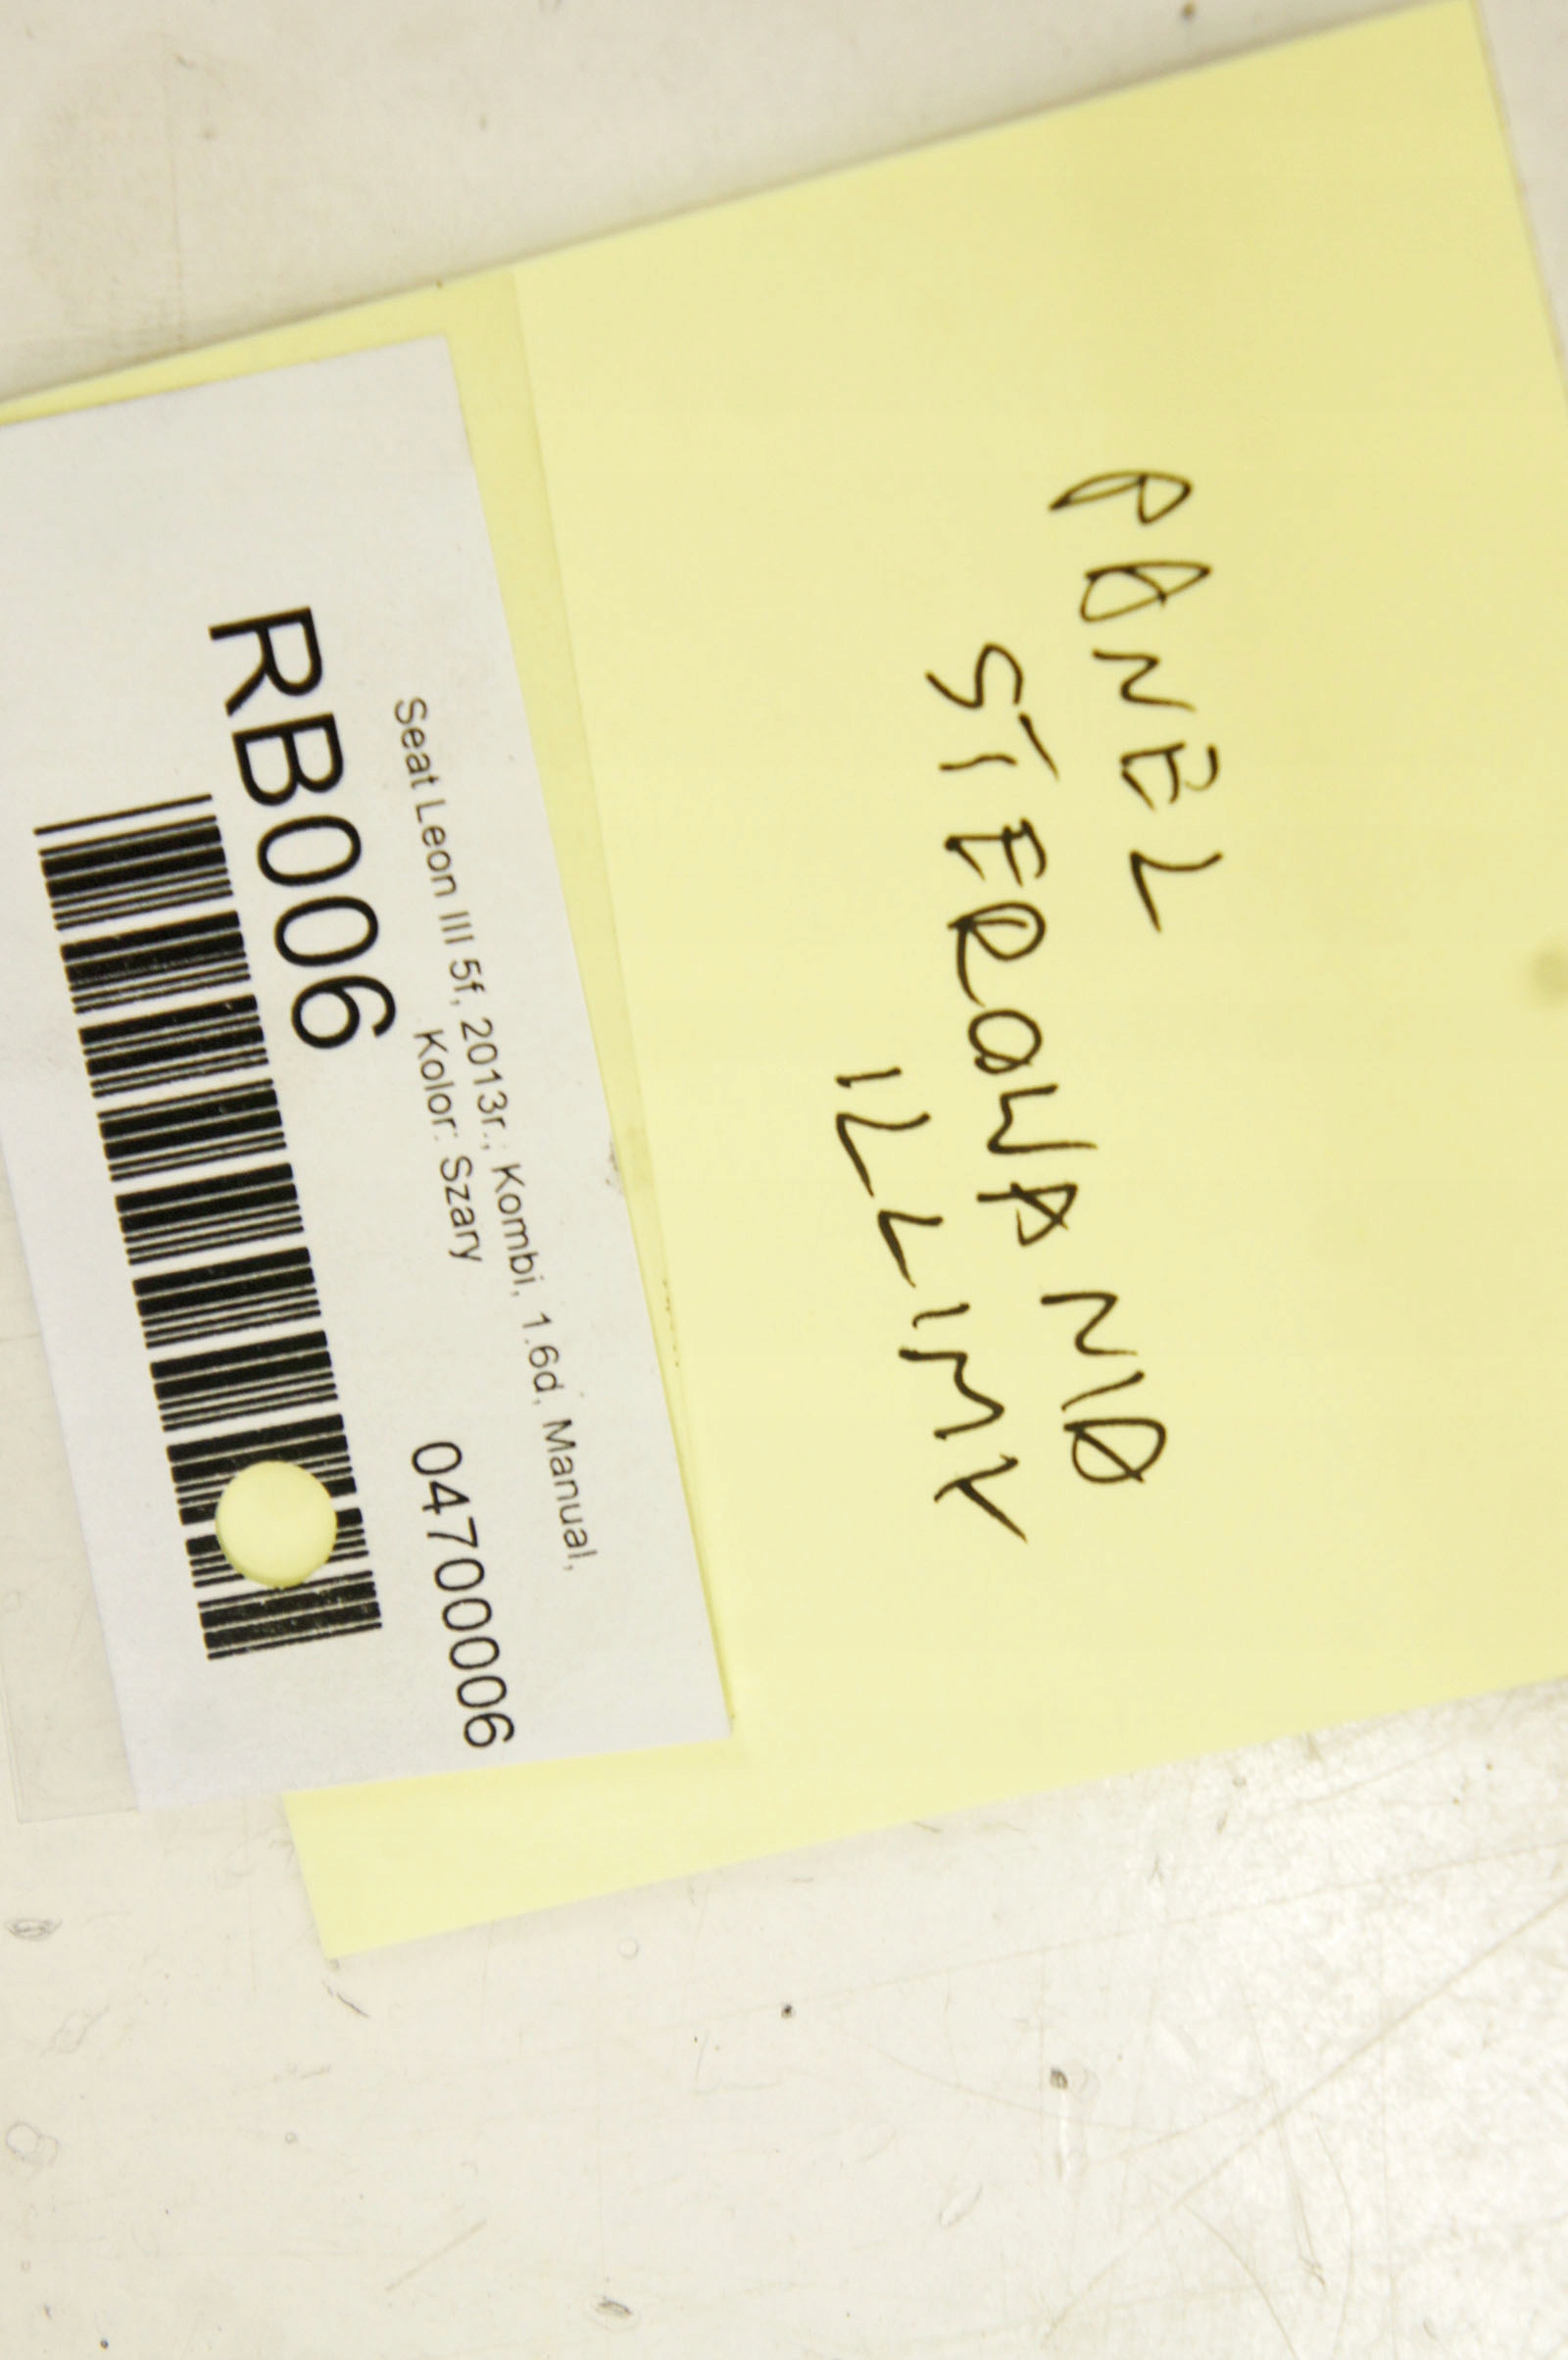 PANEL
STEROWANIA
KLIMY
Seat Leon III 5f, 2013r., Kombi, 1.6d, Manual,
Kolor: Szary
RB006 04700006